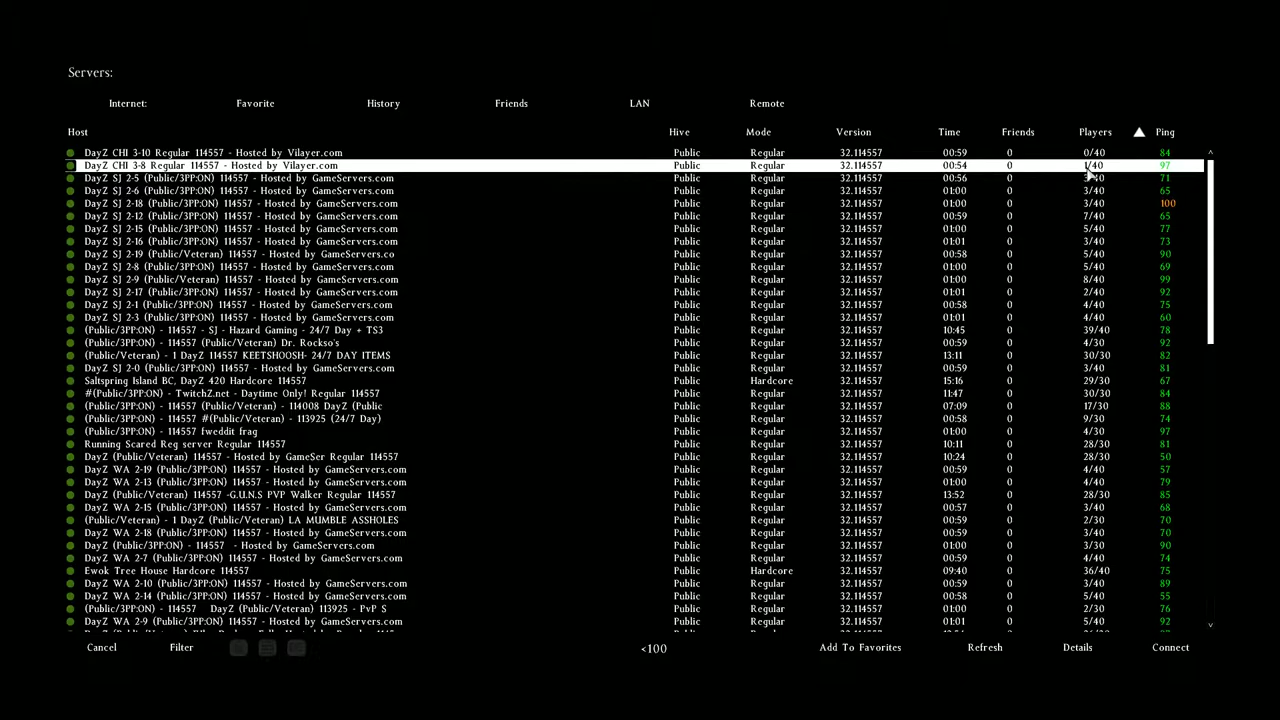 Servers:
Internet: Favorite History Friends LAN Remote
Host Hive Mode Version Time Friends Players Ping
DayZ CHI 3-10 Regular 114557 - Hosted by Vilayer.com Public Regular 32.114557 00:59 0 0/40 84
DayZ CHI 3-8 Regular 114557 - Hosted by Vilayer.com Public Regular 32.114557 00:54 0 1/40 97
DayZ SJ 2-5 (Public/3PP:ON) 114557 - Hosted by GameServers.com Public Regular 32.114557 00:56 0 71
DayZ SJ 2-6 (Public/3PP:ON) 114557 - Hosted by GameServers.com Public Regular 32.114557 01:00 0 3/40 65
DayZ SJ 2-18 (Public/3PP:ON) 114557 - Hosted by GameServers.com Public Regular 32.114557 01:00 0 3/40 100
DayZ SJ 2-12 (Public/3PP:ON) 114557 - Hosted by GameServers.com Public Regular 32.114557 00:59 0 7/40 65
DayZ SJ 2-15 (Public/3PP:ON) 114557 - Hosted by GameServers.com Public Regular 32.114557 01:00 0 5/40 77
DayZ SJ 2-16 (Public/3PP:ON) 114557 - Hosted by GameServers.com Public Regular 32.114557 01:01 0 3/40 73
DayZ SJ 2-19 (Public/Veteran) 114557 - Hosted by GameServers.co Public Regular 32.114557 00:58 0 5/40 90
DayZ SJ 2-8 (Public/3PP:ON) 114557 - Hosted by GameServers.com Public Regular 32.114557 01:00 0 5/40 69
DayZ SJ 2-9 (Public/Veteran) 114557 - Hosted by GameServers.com Public Regular 32.114557 01:00 0 8/40 99
DayZ SJ 2-17 (Public/3PP:ON) 114557 - Hosted by GameServers.com Public Regular 32.114557 01:01 0 2/40 92
DayZ SJ 2-1 (Public/3PP:ON) 114557 - Hosted by GameServers.com Public Regular 32.114557 00:58 0 4/40 75
DayZ SJ 2-3 (Public/3PP:ON) 114557 - Hosted by GameServers.com Public Regular 32.114557 01:01 0 4/40 60
(Public/3PP:ON) - 114557 - SJ - Hazard Gaming - 24/7 Day + TS3 Public Regular 32.114557 10:45 0 39/40 78
(Public/3PP:ON) - 114557 (Public/Veteran) Dr. Rockso's Public Regular 32.114557 00:59 0 4/30 92
(Public/Veteran) - 1 DayZ 114557 KEETSHOOSH- 24/7 DAY ITEMS Public Regular 32.114557 13:11 0 30/30 82
DayZ SJ 2-0 (Public/3PP:ON) 114557 - Hosted by GameServers.com Public Regular 32.114557 00:59 0 3/40 81
Saltspring Island BC, DayZ 420 Hardcore 114557 Public Hardcore 32.114557 15:16 0 29/30 67
#(Public/3PP:ON) - TwitchZ.net - Daytime Only! Regular 114557 Public Regular 32.114557 11:47 0 30/30 84
(Public/3PP:ON) - 114557 (Public/Veteran) - 114008 DayZ (Public Public Regular 32.114557 07:09 0 17/30 88
(Public/3PP:ON) - 114557 #(Public/Veteran) - 113925 (24/7 Day) Public Regular 32.114557 00:58 0 9/30 74
(Public/3PP:ON) - 114557 fweddit fraq Public Regular 32.114557 01:00 0 4/30 97
Running Scared Reg server Regular 114557 Public Regular 32.114557 10:11 0 28/30 81
DayZ (Public/Veteran) 114557 - Hosted by GameSer Regular 114557 Public Regular 32.114557 10:24 0 28/30 50
DayZ WA 2-19 (Public/3PP:ON) 114557 - Hosted by GameServers.com Public Regular 32.114557 00:59 0 4/40 57
DayZ WA 2-13 (Public/3PP:ON) 114557 - Hosted by GameServers.com Public Regular 32.114557 01:00 0 4/40 79
DayZ (Public/Veteran) 114557 -G.U.N.S PVP Walker Regular 114557 Public Regular 32.114557 13:52 0 28/30 85
DayZ WA 2-15 (Public/3PP:ON) 114557 - Hosted by GameServers.com Public Regular 32.114557 00:57 0 3/40 68
(Public/Veteran) - 1 DayZ (Public/Veteran) LA MUMBLE ASSHOLES Public Regular 32.114557 00:59 0 2/30 70
DayZ WA 2-18 (Public/3PP:ON) 114557 - Hosted by GameServers.com Public Regular 32.114557 00:59 0 3/40 70
DayZ (Public/3PP:ON) - 114557 - Hosted by GameServers.com Public Regular 32.114557 01:00 0 3/30 90
DayZ WA 2-7 (Public/3PP:ON) 114557 - Hosted by GameServers.com Public Regular 32.114557 00:59 0 4/40 74
Ewok Tree House Hardcore 114557 Public Hardcore 32.114557 09:40 0 36/40 75
DayZ WA 2-10 (Public/3PP:ON) 114557 - Hosted by GameServers.com Public Regular 32.114557 00:59 0 3/40 89
DayZ WA 2-14 (Public/3PP:ON) 114557 - Hosted by GameServers.com Public Regular 32.114557 00:58 0 5/40 55
(Public/3PP:ON) - 114557 DayZ (Public/Veteran) 113925 - PvP S Public Regular 32.114557 01:00 0 2/30 76
DayZ WA 2-9 (Public/3PP:ON) 114557 - Hosted by GameServers.com Public Regular 32.114557 01:01 0 5/40 92
Cancel Filter <100 Add To Favorites Refresh Details Connect